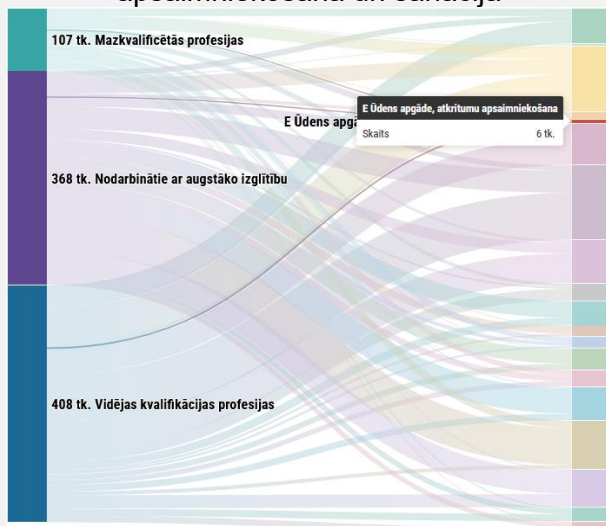 apsaimniekošana un sanācija
107 tk. Mazkvalificētās profesijas
E Ūdens apgāde, atkritumu apsaimniekošana
E Ūdens apgā
Skaits 6 tk.
368 tk. Nodarbinātie ar augstāko izglītību
408 tk. Vidējas kvalifikācijas profesijas